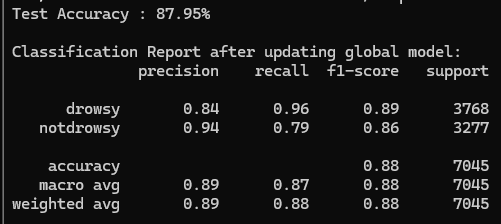 Test Accuracy : 87.95%
Classification Report after updating global model:
precision recall f1-score support
drowsy 0.84 0.96 0.89 3768
notdrowsy 0.94 0.79 0.86 3277
accuracy 0.88 7045
macro avg 0.89 0.87 0.88 7045
weighted avg 0.89 0.88 0.88 7045